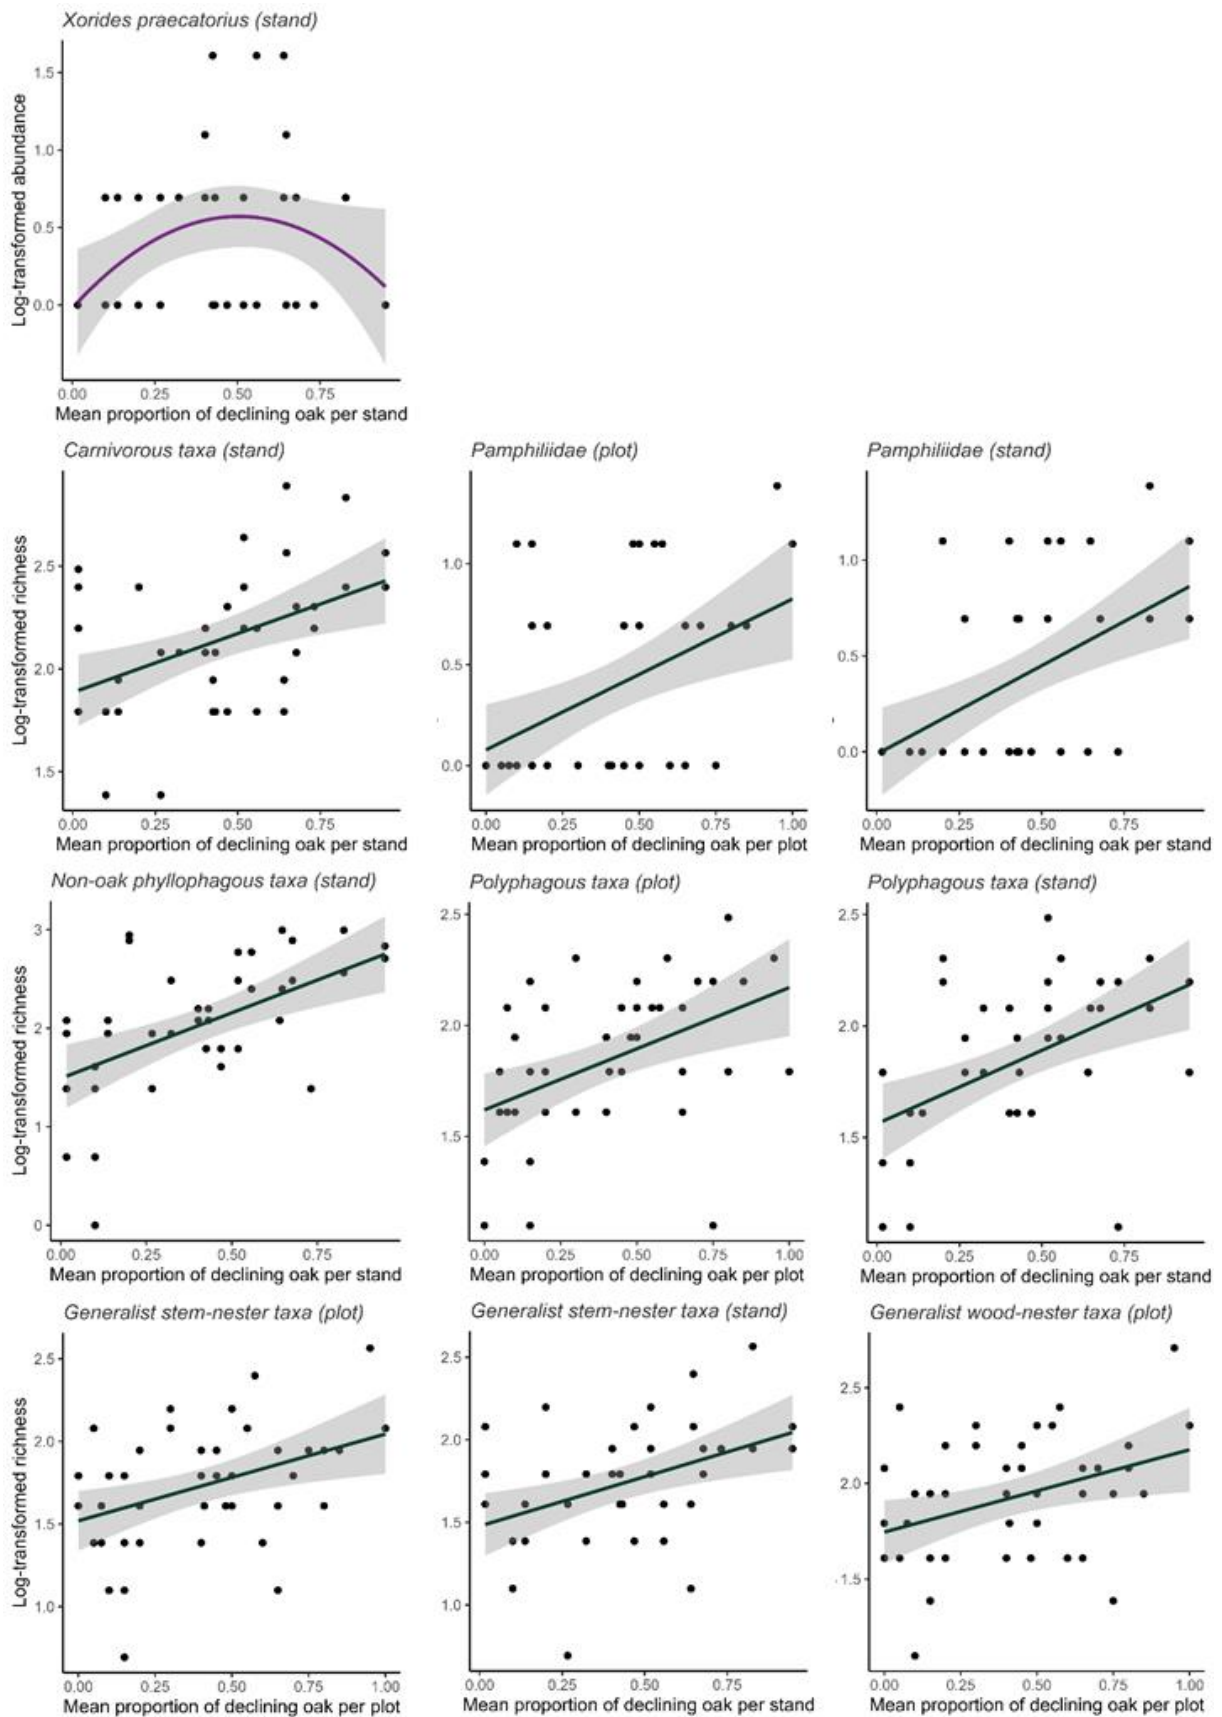 Xorides praecatorius (stand)
Log-transformed abundance
1.5
1.0
0.5
0.0
0.00 0.25 0.50 0.75
Mean proportion of declining oak per stand
Carnivorous taxa (stand)
Log-transformed richness
2.5
2.0
1.5
0.00 0.25 0.50 0.75
Mean proportion of declining oak per stand
Pamphiliidae (plot)
1.0
0.5
0.0
0.00 0.25 0.50 0.75 1.00
Mean proportion of declining oak per plot
Pamphiliidae (stand)
1.0
0.5
0.0
0.00 0.25 0.50 0.75
Mean proportion of declining oak per stand
Non-oak phyllophagous taxa (stand)
Log-transformed richness
3
2
1
0
0.00 0.25 0.50 0.75
Mean proportion of declining oak per stand
Polyphagous taxa (plot)
2.5
2.0
1.5
0.00 0.25 0.50 0.75 1.00
Mean proportion of declining oak per plot
Polyphagous taxa (stand)
2.5
2.0
1.5
0.00 0.25 0.50 0.75
Mean proportion of declining oak per stand
Generalist stem-nester taxa (plot)
Log-transformed richness
2.5
2.0
1.5
1.0
0.00 0.25 0.50 0.75 1.00
Mean proportion of declining oak per plot
Generalist stem-nester taxa (stand)
2.5
2.0
1.5
1.0
0.00 0.25 0.50 0.75
Mean proportion of declining oak per stand
Generalist wood-nester taxa (plot)
2.5
2.0
1.5
0.00 0.25 0.50 0.75 1.00
Mean proportion of declining oak per plot